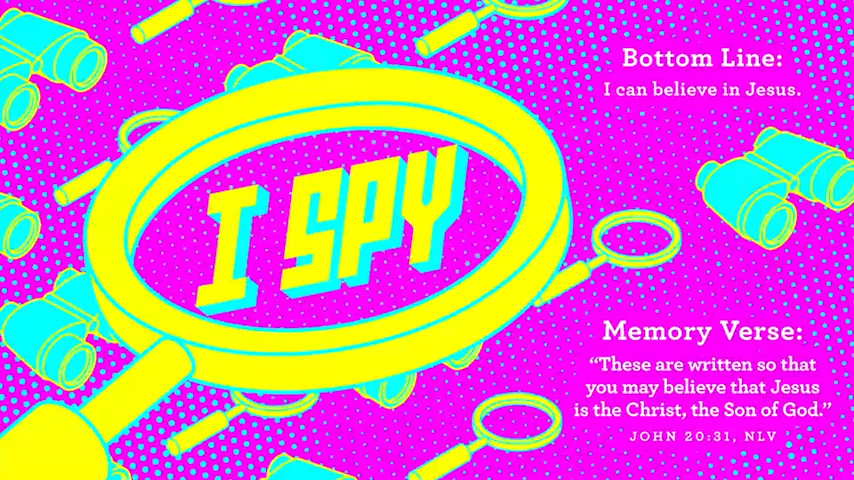 I SPY
Bottom Line:
I can believe in Jesus.
Memory Verse:
“These are written so that
you may believe that Jesus
is the Christ, the Son of God.”
JOHN 20:31, NLV